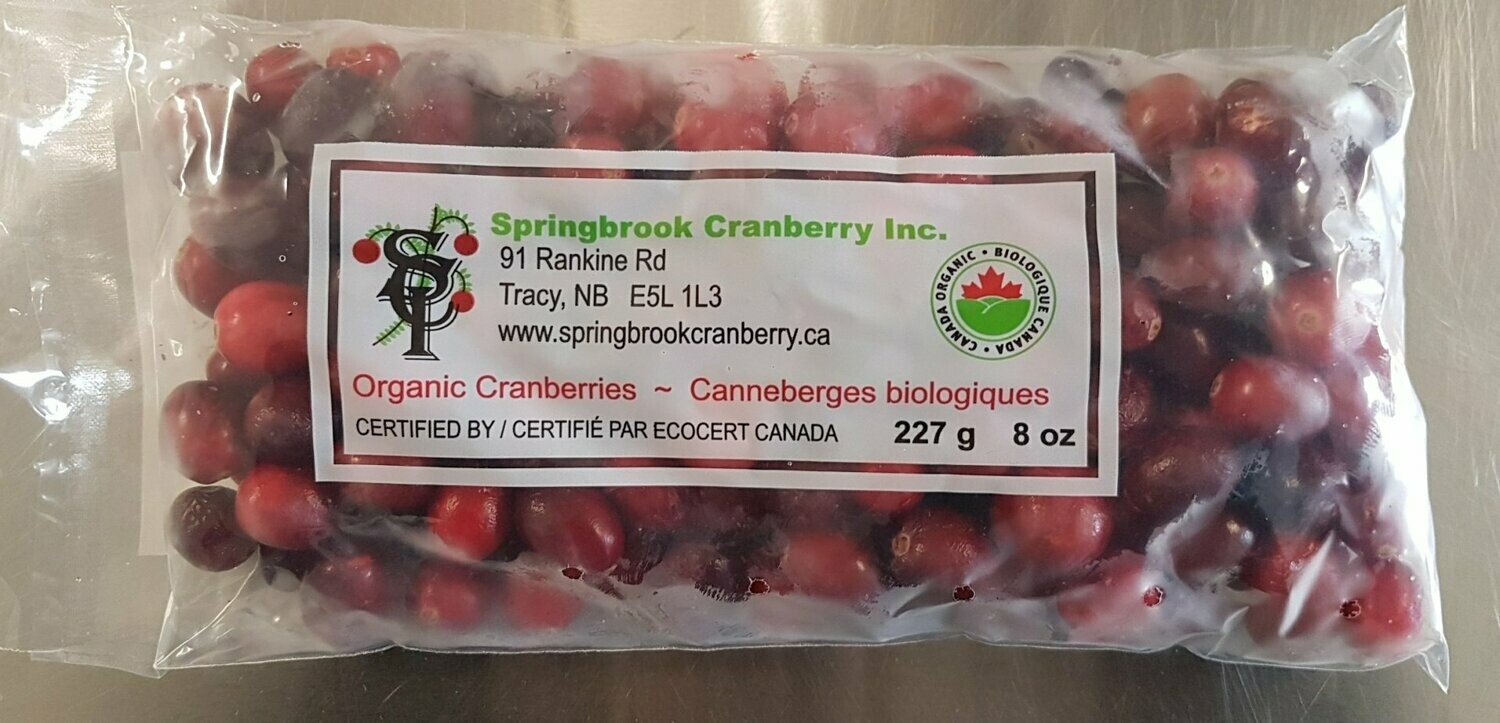 SCI
Springbrook Cranberry Inc.
91 Rankine Rd
Tracy, NB E5L 1L3
www.springbrookcranberry.ca
CANADA ORGANIC • BIOLOGIQUE CANADA •
Organic Cranberries ~ Canneberges biologiques
CERTIFIED BY / CERTIFIÉ PAR ECOCERT CANADA 227 g 8 oz